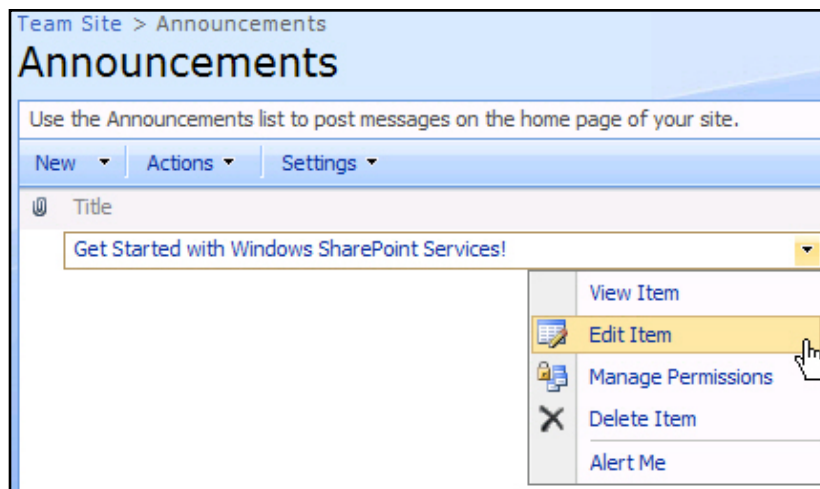 Team Site > Announcements
Announcements
Use the Announcements list to post messages on the home page of your site.
New Actions Settings
Title
Get Started with Windows SharePoint Services!
View Item
Edit Item
Manage Permissions
Delete Item
Alert Me